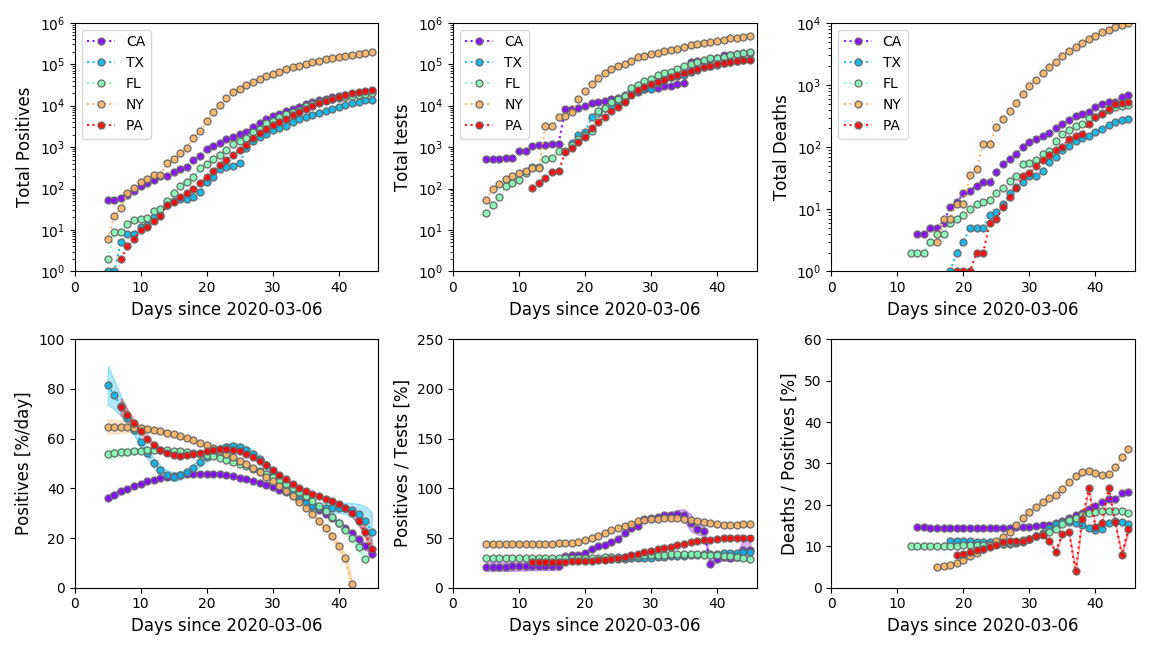 Total Positives
10^6
10^5
10^4
10^3
10^2
10^1
10^0
CA
TX
FL
NY
PA
0 10 20 30 40
Days since 2020-03-06
Total tests
10^6
10^5
10^4
10^3
10^2
10^1
10^0
CA
TX
FL
NY
PA
0 10 20 30 40
Days since 2020-03-06
Total Deaths
10^4
10^3
10^2
10^1
10^0
CA
TX
FL
NY
PA
0 10 20 30 40
Days since 2020-03-06
Positives [%/day]
100
80
60
40
20
0
0 10 20 30 40
Days since 2020-03-06
Positives / Tests [%]
250
200
150
100
50
0
0 10 20 30 40
Days since 2020-03-06
Deaths / Positives [%]
60
50
40
30
20
10
0
0 10 20 30 40
Days since 2020-03-06